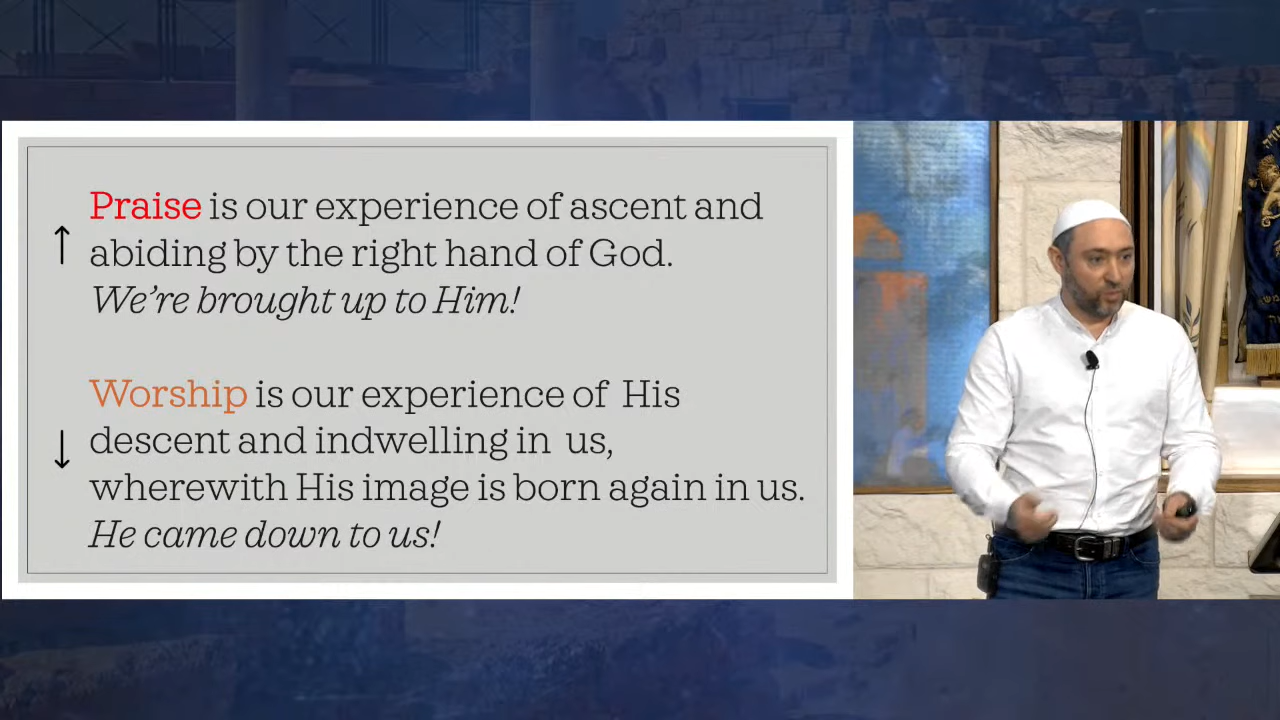 Praise is our experience of ascent and
↑
abiding by the right hand of God.
We're brought up to Him!
Worship is our experience of His
↓
descent and indwelling in us,
wherewith His image is born again in us.
He came down to us!